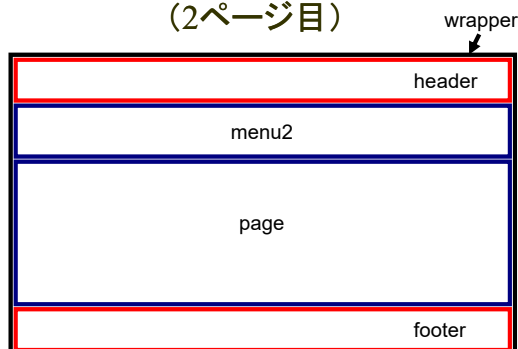 （2ページ目）
wrapper
header
menu2
page
footer